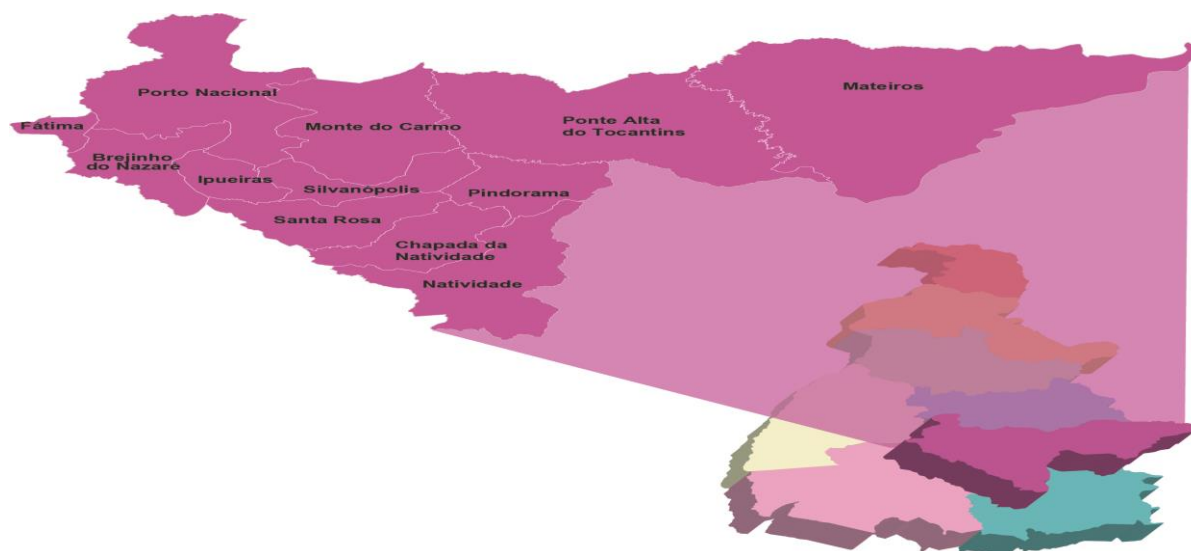 Porto Nacional
Mateiros
Fátima
Monte do Carmo
Ponte Alta
do Tocantins
Brejinho
do Nazaré
Ipueiras
Silvanópolis
Pindorama
Santa Rosa
Chapada da
Natividade
Natividade